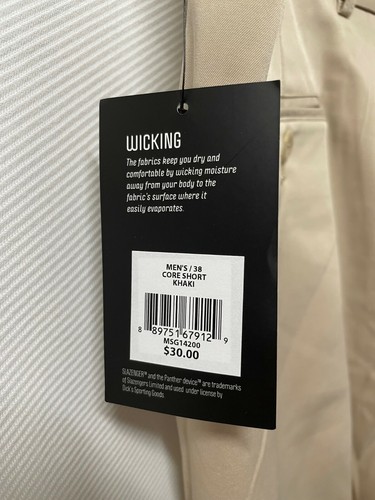 WICKING
The fabrics keep you dry and
comfortable by wicking moisture
away from your body to the
fabric's surface where it
easily evaporates.
MEN'S / 38
CORE SHORT
KHAKI
8 89751 67912 9
MSG14200
$30.00
SLAZENGER™ and the Panther device™ are trademarks
of Slazengers Limited and used under license by
Dick's Sporting Goods